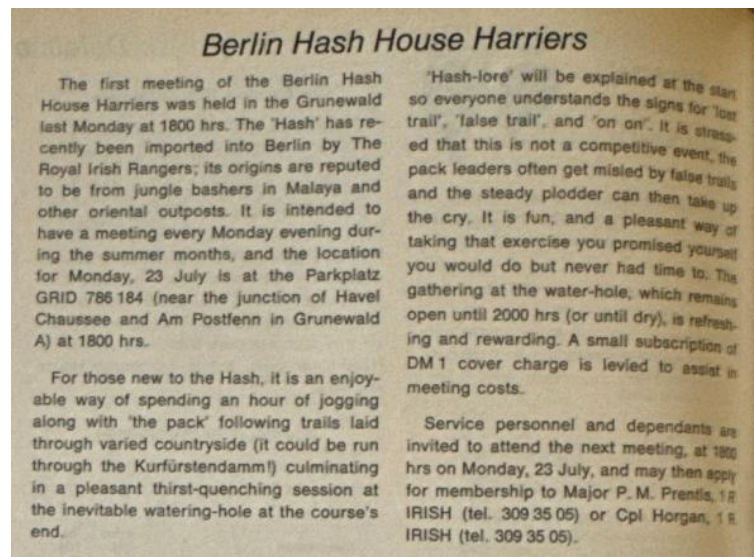 Berlin Hash House Harriers
The first meeting of the Berlin Hash
House Harriers was held in the Grunewald
last Monday at 1800 hrs. The 'Hash' has re-
cently been imported into Berlin by The
Royal Irish Rangers; its origins are reputed
to be from jungle bashers in Malaya and
other oriental outposts. It is intended to
have a meeting every Monday evening dur-
ing the summer months, and the location
for Monday, 23 July is at the Parkplatz
GRID 786 184 (near the junction of Havel
Chaussee and Am Postfenn in Grunewald
A) at 1800 hrs.
For those new to the Hash, it is an enjoy-
able way of spending an hour of jogging
along with 'the pack' following trails laid
through varied countryside (it could be run
through the Kurfürstendamm!) culminating
in a pleasant thirst-quenching session at
the inevitable watering-hole at the course's
end.
'Hash-lore' will be explained at the start
so everyone understands the signs for 'lost
trail', 'false trail', and 'on on'. It is stress-
ed that this is not a competitive event, the
pack leaders often get misled by false trails
and the steady plodder can then take up
the cry. It is fun, and a pleasant way of
taking that exercise you promised yourself
you would do but never had time to. The
gathering at the water-hole, which remains
open until 2000 hrs (or until dry), is refresh-
ing and rewarding. A small subscription of
DM 1 cover charge is levied to assist in
meeting costs.
Service personnel and dependants are
invited to attend the next meeting, at 1800
hrs on Monday, 23 July, and may then apply
for membership to Major P. M. Prentis, 1 R
IRISH (tel. 309 35 05) or Cpl Horgan, 1 R
IRISH (tel. 309 35 05).